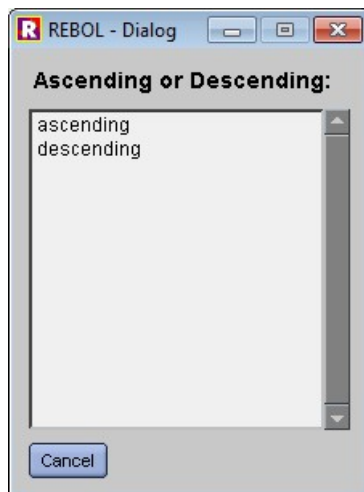 R REBOL - Dialog
Ascending or Descending:
ascending
descending
Cancel